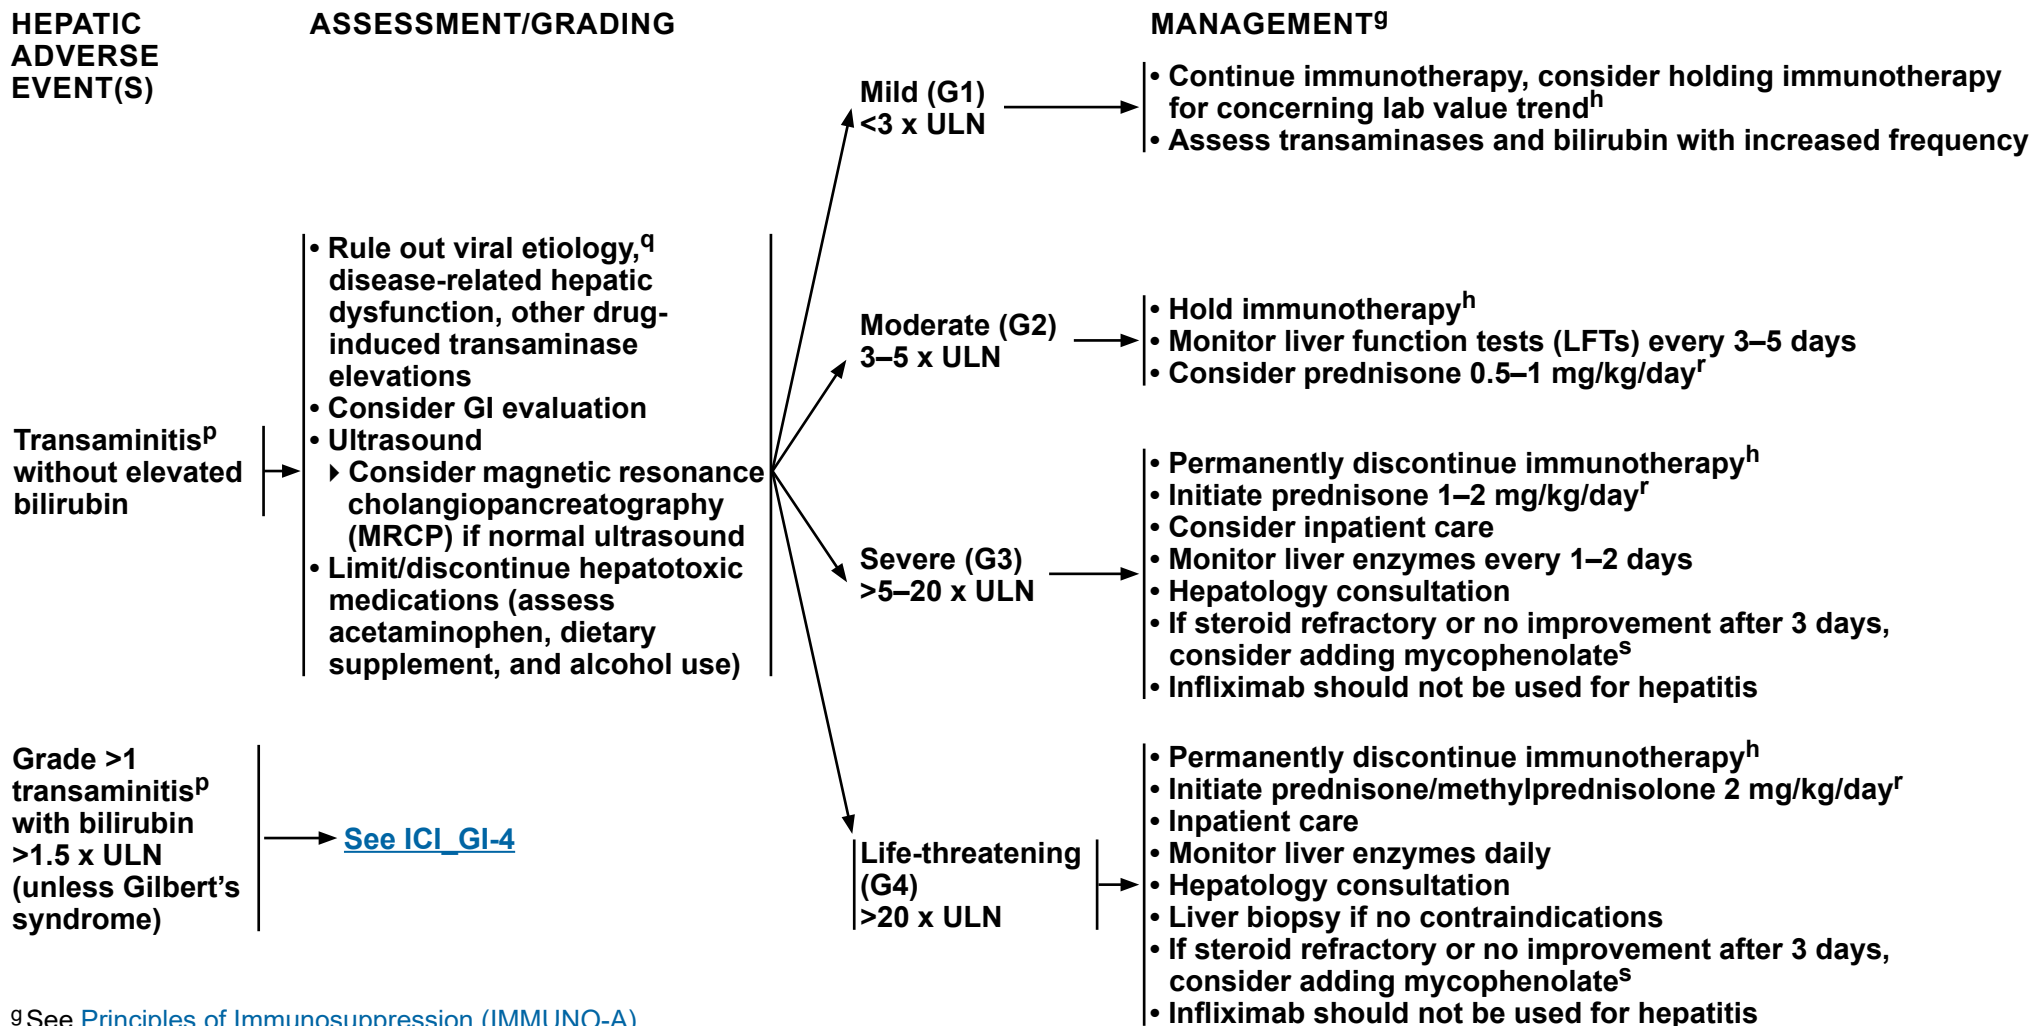 HEPATIC
ADVERSE
EVENT(S)
ASSESSMENT/GRADING
MANAGEMENTg
Transaminitisp
without elevated
bilirubin
• Rule out viral etiology,q
disease-related hepatic
dysfunction, other drug-
induced transaminase
elevations
• Consider GI evaluation
• Ultrasound
Consider magnetic resonance
cholangiopancreatography
(MRCP) if normal ultrasound
• Limit/discontinue hepatotoxic
medications (assess
acetaminophen, dietary
supplement, and alcohol use)
Mild (G1)
<3 x ULN
• Continue immunotherapy, consider holding immunotherapy
for concerning lab value trendh
• Assess transaminases and bilirubin with increased frequency
Moderate (G2)
3–5 x ULN
• Hold immunotherapyh
• Monitor liver function tests (LFTs) every 3–5 days
• Consider prednisone 0.5–1 mg/kg/dayr
Severe (G3)
>5–20 x ULN
• Permanently discontinue immunotherapyh
• Initiate prednisone 1–2 mg/kg/dayr
• Consider inpatient care
• Monitor liver enzymes every 1–2 days
• Hepatology consultation
• If steroid refractory or no improvement after 3 days,
consider adding mycophenolates
• Infliximab should not be used for hepatitis
Life-threatening
(G4)
>20 x ULN
• Permanently discontinue immunotherapyh
• Initiate prednisone/methylprednisolone 2 mg/kg/dayr
• Inpatient care
• Monitor liver enzymes daily
• Hepatology consultation
• Liver biopsy if no contraindications
• If steroid refractory or no improvement after 3 days,
consider adding mycophenolates
• Infliximab should not be used for hepatitis
Grade >1
transaminitisp
with bilirubin
>1.5 x ULN
(unless Gilbert’s
syndrome)
See ICI_GI-4
gSee Principles of Immunosuppression (IMMUNO-A)